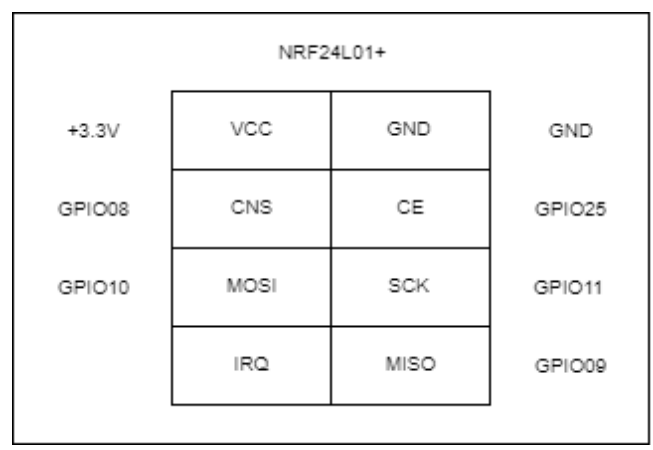 NRF24L01+
+3.3V VCC GND GND
GPIO08 CNS CE GPIO25
GPIO10 MOSI SCK GPIO11
IRQ MISO GPIO09